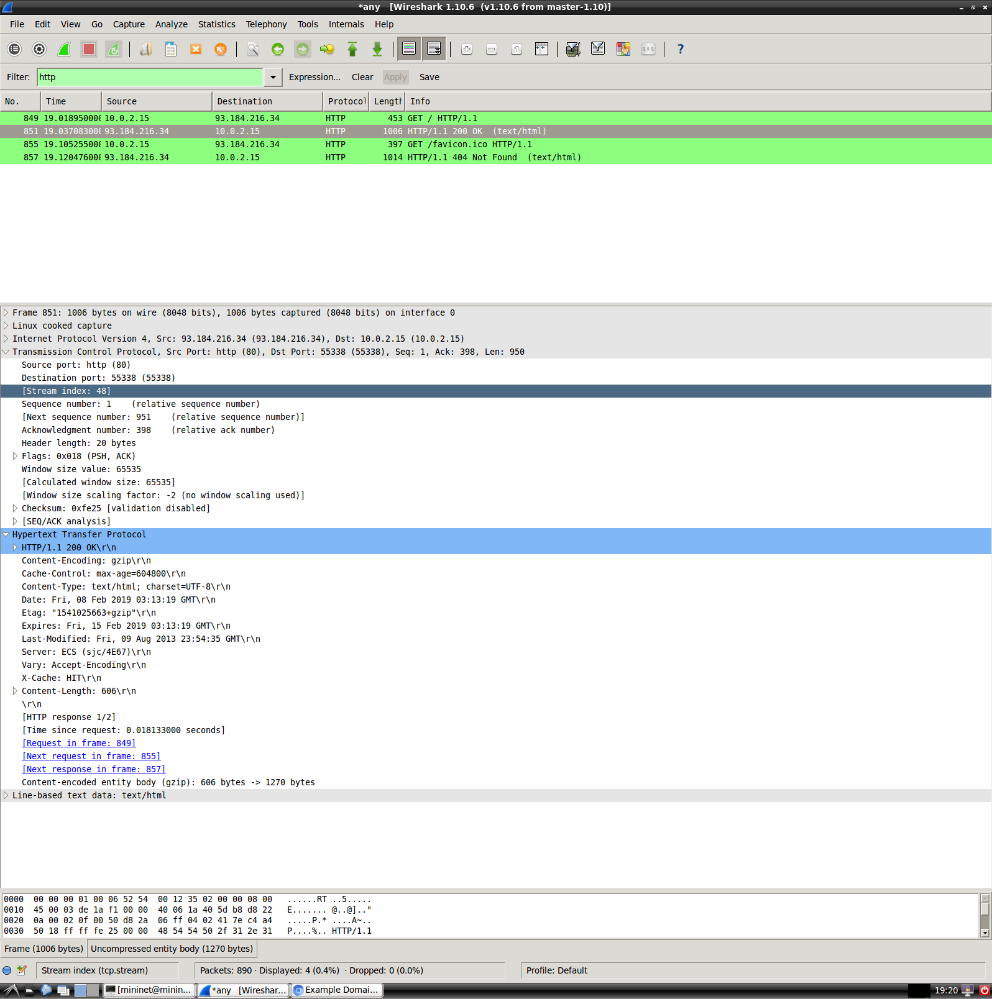 *any   [Wireshark 1.10.6  (v1.10.6 from master-1.10)]
File Edit View Go Capture Analyze Statistics Telephony Tools Internals Help
Filter: http Expression... Clear Apply Save
No. Time Source Destination Protocol Length Info
849 19.018950000 10.0.2.15 93.184.216.34 HTTP 453 GET / HTTP/1.1
851 19.037083000 93.184.216.34 10.0.2.15 HTTP 1006 HTTP/1.1 200 OK  (text/html)
855 19.105255000 10.0.2.15 93.184.216.34 HTTP 397 GET /favicon.ico HTTP/1.1
857 19.120476000 93.184.216.34 10.0.2.15 HTTP 1014 HTTP/1.1 404 Not Found  (text/html)
Frame 851: 1006 bytes on wire (8048 bits), 1006 bytes captured (8048 bits) on interface 0
Linux cooked capture
Internet Protocol Version 4, Src: 93.184.216.34 (93.184.216.34), Dst: 10.0.2.15 (10.0.2.15)
Transmission Control Protocol, Src Port: http (80), Dst Port: 55338 (55338), Seq: 1, Ack: 398, Len: 950
Source port: http (80)
Destination port: 55338 (55338)
[Stream index: 48]
Sequence number: 1    (relative sequence number)
[Next sequence number: 951    (relative sequence number)]
Acknowledgment number: 398    (relative ack number)
Header length: 20 bytes
Flags: 0x018 (PSH, ACK)
Window size value: 65535
[Calculated window size: 65535]
[Window size scaling factor: -2 (no window scaling used)]
Checksum: 0xfe25 [validation disabled]
[SEQ/ACK analysis]
Hypertext Transfer Protocol
HTTP/1.1 200 OK\r\n
Content-Encoding: gzip\r\n
Cache-Control: max-age=604800\r\n
Content-Type: text/html; charset=UTF-8\r\n
Date: Fri, 08 Feb 2019 03:13:19 GMT\r\n
Etag: "1541025663+gzip"\r\n
Expires: Fri, 15 Feb 2019 03:13:19 GMT\r\n
Last-Modified: Fri, 09 Aug 2013 23:54:35 GMT\r\n
Server: ECS (sjc/4E67)\r\n
Vary: Accept-Encoding\r\n
X-Cache: HIT\r\n
Content-Length: 606\r\n
\r\n
[HTTP response 1/2]
[Time since request: 0.018133000 seconds]
[Request in frame: 849]
[Next request in frame: 855]
[Next response in frame: 857]
Content-encoded entity body (gzip): 606 bytes -> 1270 bytes
Line-based text data: text/html
0000  00 00 00 01 00 06 52 54  00 12 35 02 00 00 08 00   ......RT ..5.....
0010  45 00 03 de 1a f1 00 00  40 06 1a 40 5d b8 d8 22   E....... @..@].."
0020  0a 00 02 0f 00 50 d8 2a  06 ff 04 02 41 7e c4 a4   .....P.* ....A~..
0030  50 18 ff ff fe 25 00 00  48 54 54 50 2f 31 2e 31   P....%.. HTTP/1.1
Frame (1006 bytes) Uncompressed entity body (1270 bytes)
Stream index (tcp.stream) Packets: 890 · Displayed: 4 (0.4%)  · Dropped: 0 (0.0%) Profile: Default
[mininet@minin... *any   [Wireshar... Example Domai... 19:20